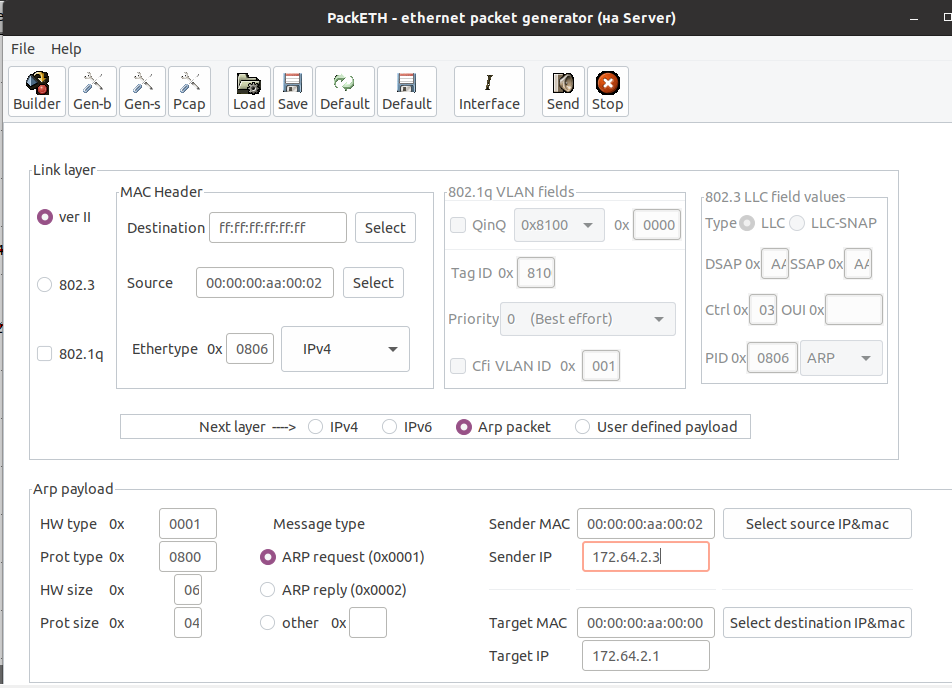 PackETH - ethernet packet generator (на Server)
File Help
Builder Gen-b Gen-s Pcap Load Save Default Default Interface Send Stop
Link layer
ver II
802.3
802.1q
MAC Header
Destination ff:ff:ff:ff:ff:ff Select
Source 00:00:00:aa:00:02 Select
Ethertype 0x 0806 IPv4
802.1q VLAN fields
QinQ 0x8100 0x 0000
Tag ID 0x 810
Priority 0 (Best effort)
Cfi VLAN ID 0x 001
802.3 LLC field values
Type LLC LLC-SNAP
DSAP 0x AA SSAP 0x AA
Ctrl 0x 03 OUI 0x
PID 0x 0806 ARP
Next layer ----> IPv4 IPv6 Arp packet User defined payload
Arp payload
HW type 0x 0001
Prot type 0x 0800
HW size 0x 06
Prot size 0x 04
Message type
ARP request (0x0001)
ARP reply (0x0002)
other 0x
Sender MAC 00:00:00:aa:00:02 Select source IP&mac
Sender IP 172.64.2.3
Target MAC 00:00:00:aa:00:00 Select destination IP&mac
Target IP 172.64.2.1